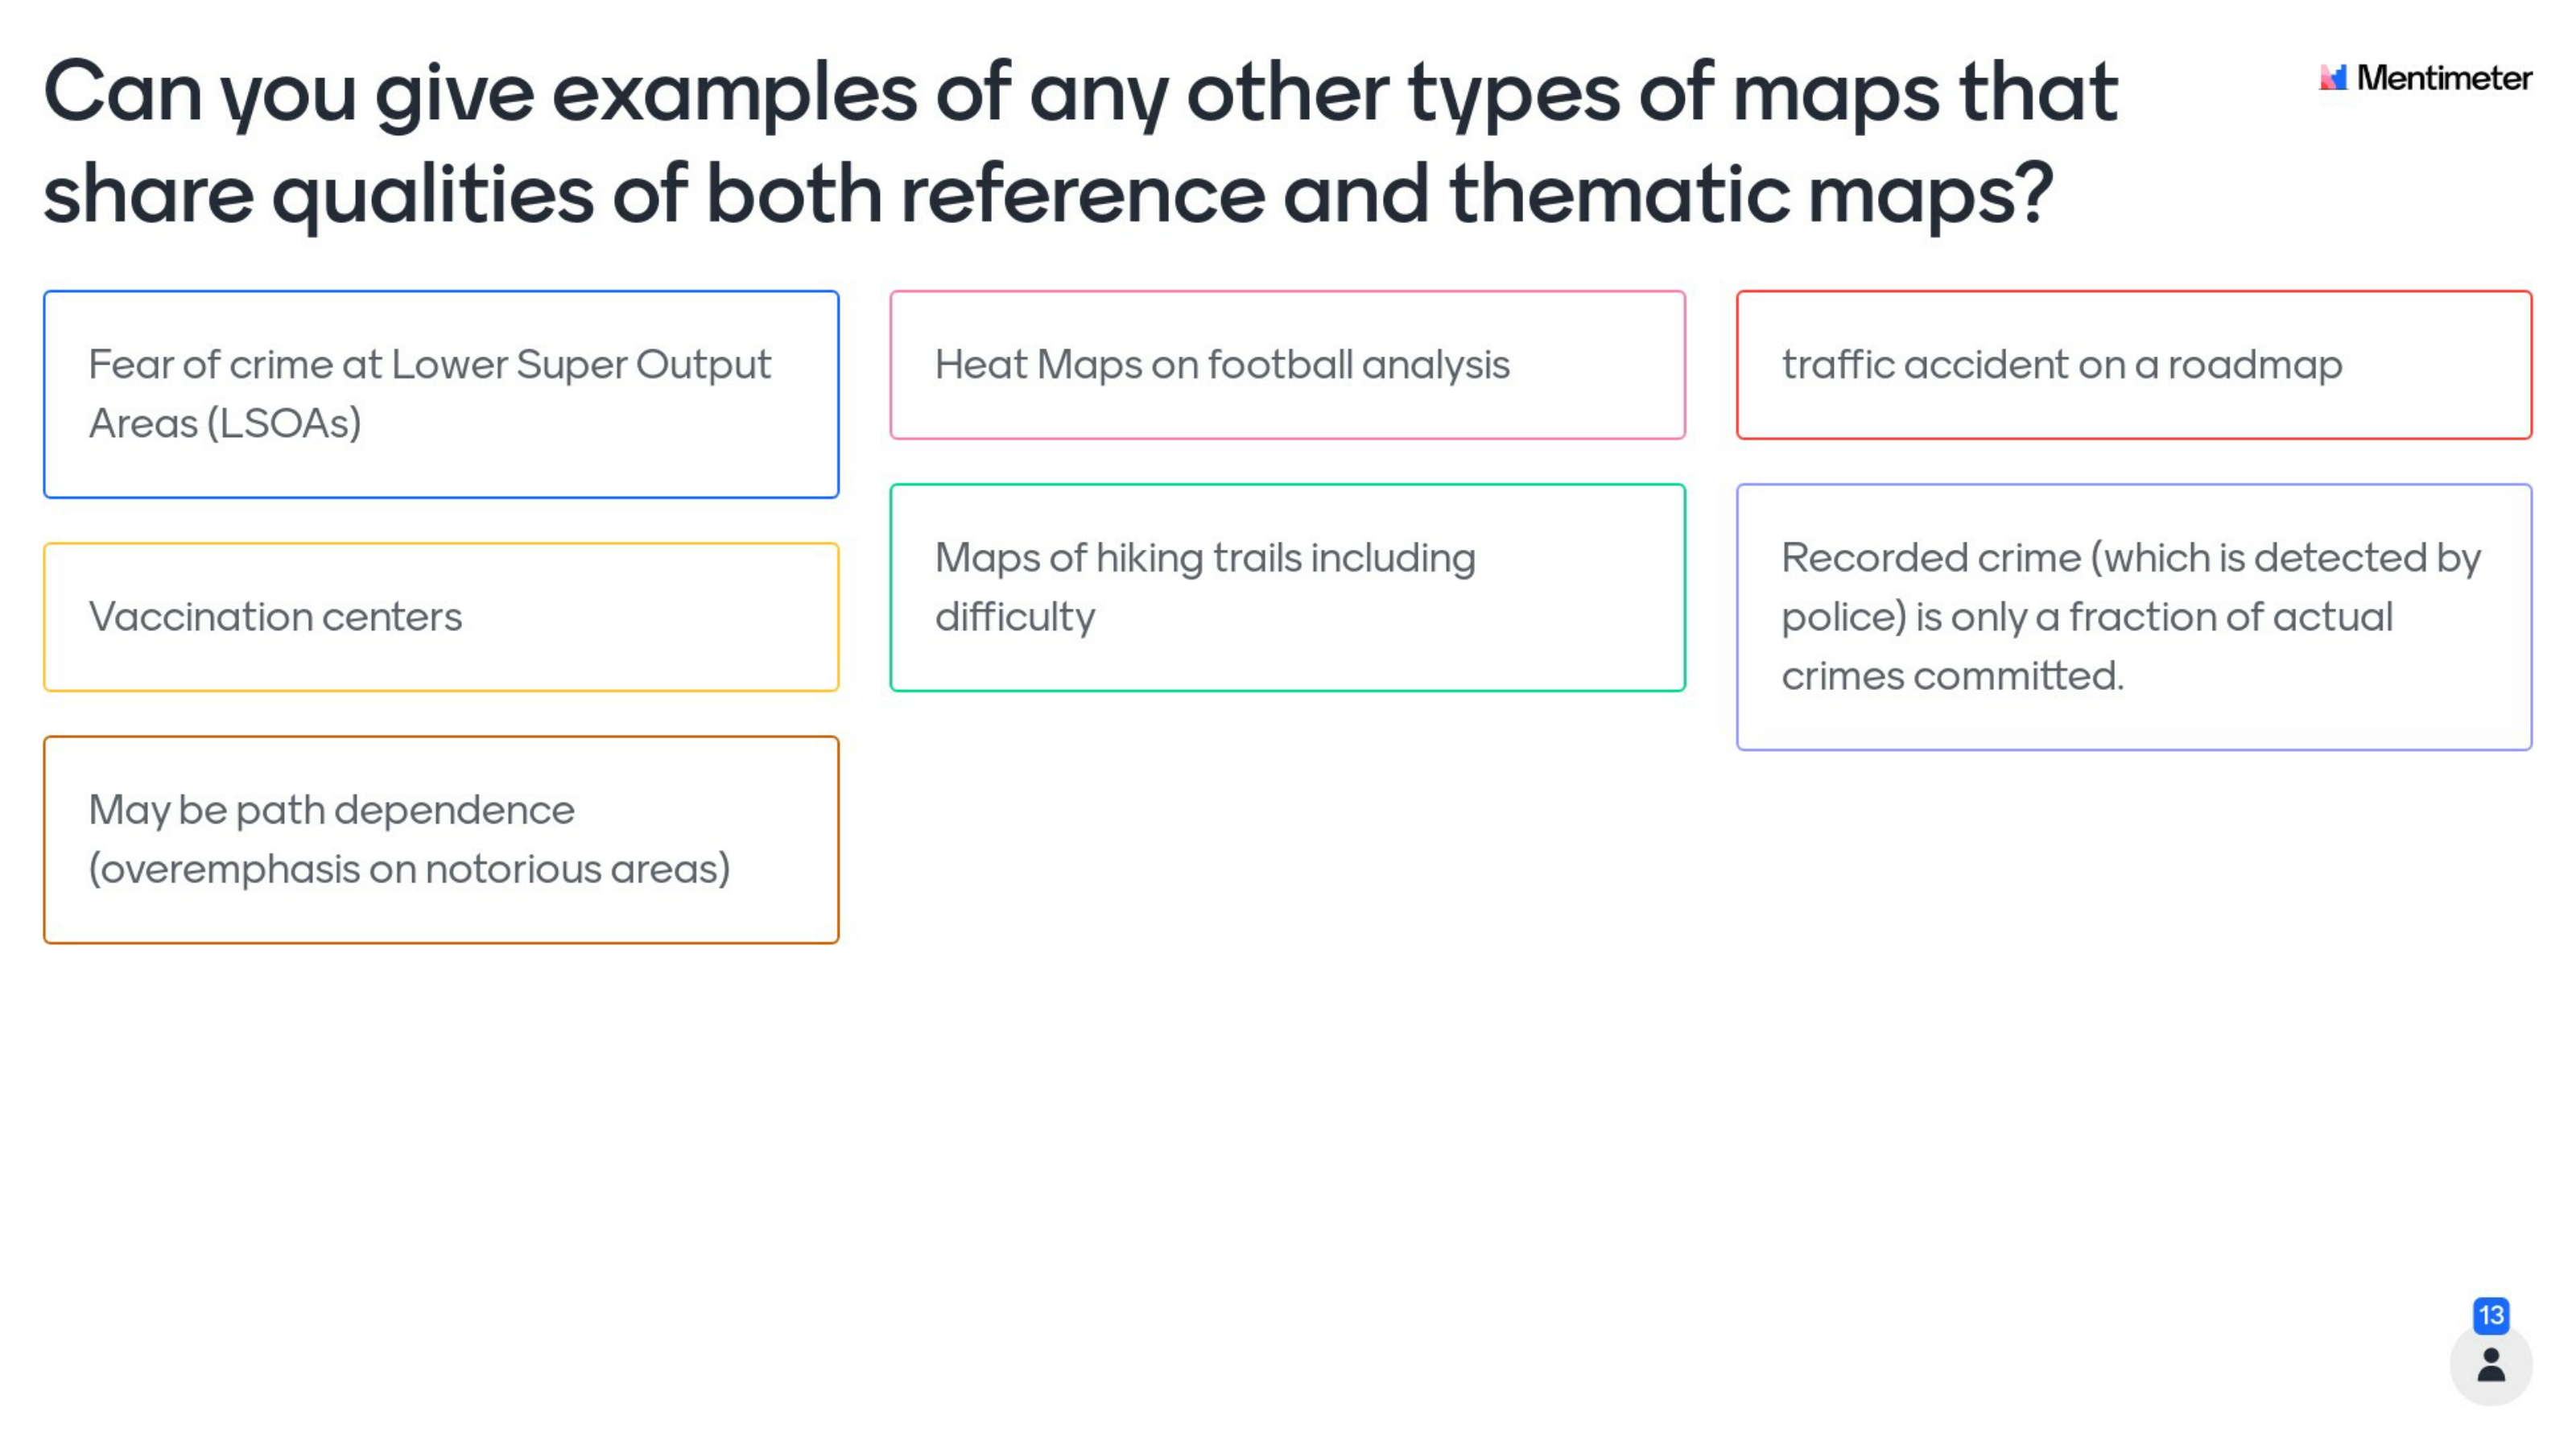 Can you give examples of any other types of maps that
share qualities of both reference and thematic maps?
Mentimeter
Fear of crime at Lower Super Output
Areas (LSOAs)
Heat Maps on football analysis
traffic accident on a roadmap
Vaccination centers
Maps of hiking trails including
difficulty
Recorded crime (which is detected by
police) is only a fraction of actual
crimes committed.
May be path dependence
(overemphasis on notorious areas)
13